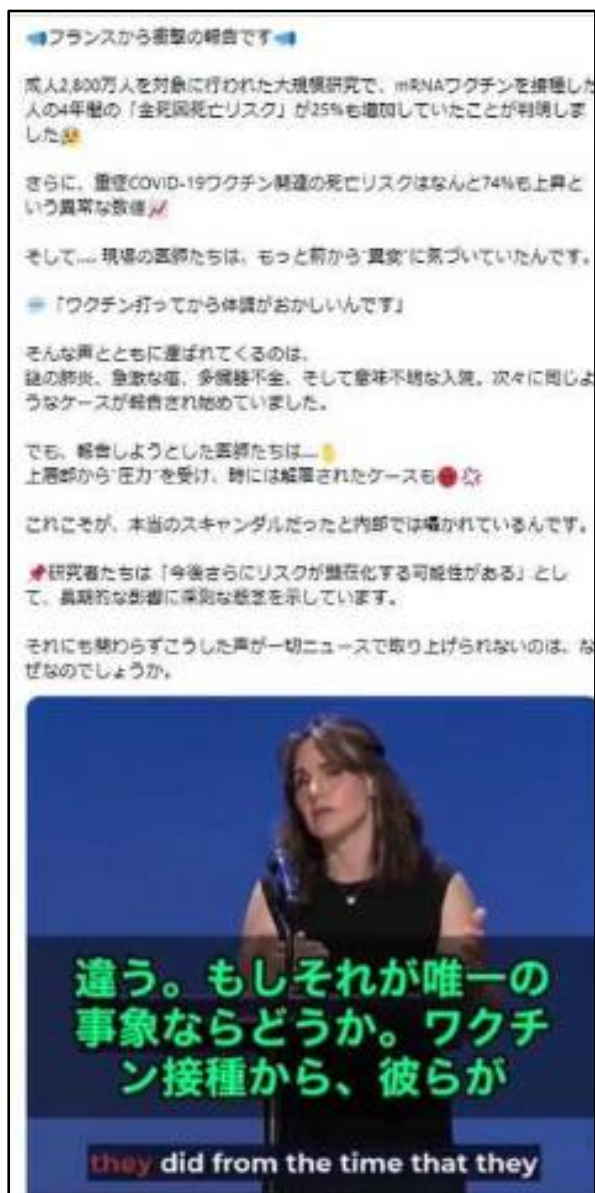 📢フランスから衝撃の報告です📢
成人2,800万人を対象に行われた大規模研究で、mRNAワクチンを接種した
人の4年間の「全死因死亡リスク」が25%も増加していたことが判明しま
した😢
さらに、重症COVID-19ワクチン関連の死亡リスクはなんと74%も上昇と
いう異常な数値📈
そして.... 現場の医師たちは、もっと前から"異変"に気づいていたんです。
💬「ワクチン打ってから体調がおかしいんです」
そんな声とともに運ばれてくるのは、
謎の肺炎、急激な癌、多臓器不全、そして意味不明な入院。次々に同じよ
うなケースが報告され始めていました。
でも、報告しようとした医師たちは....✋
上層部から"圧力"を受け、時には解雇されたケースも🔴💢
これこそが、本当のスキャンダルだったと内部では囁かれているんです。
📌研究者たちは「今後さらにリスクが顕在化する可能性がある」とし
て、長期的な影響に深刻な懸念を示しています。
それにも関わらずこうした声が一切ニュースで取り上げられないのは、な
ぜなのでしょうか。
違う。もしそれが唯一の
事象ならどうか。ワクチ
ン接種から、彼らが
they did from the time that they